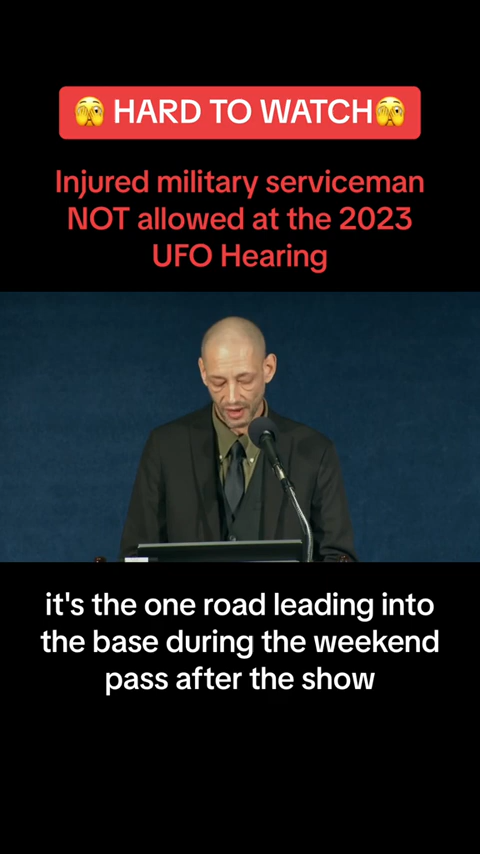 🫣 HARD TO WATCH🫣
Injured military serviceman
NOT allowed at the 2023
UFO Hearing
it's the one road leading into
the base during the weekend
pass after the show